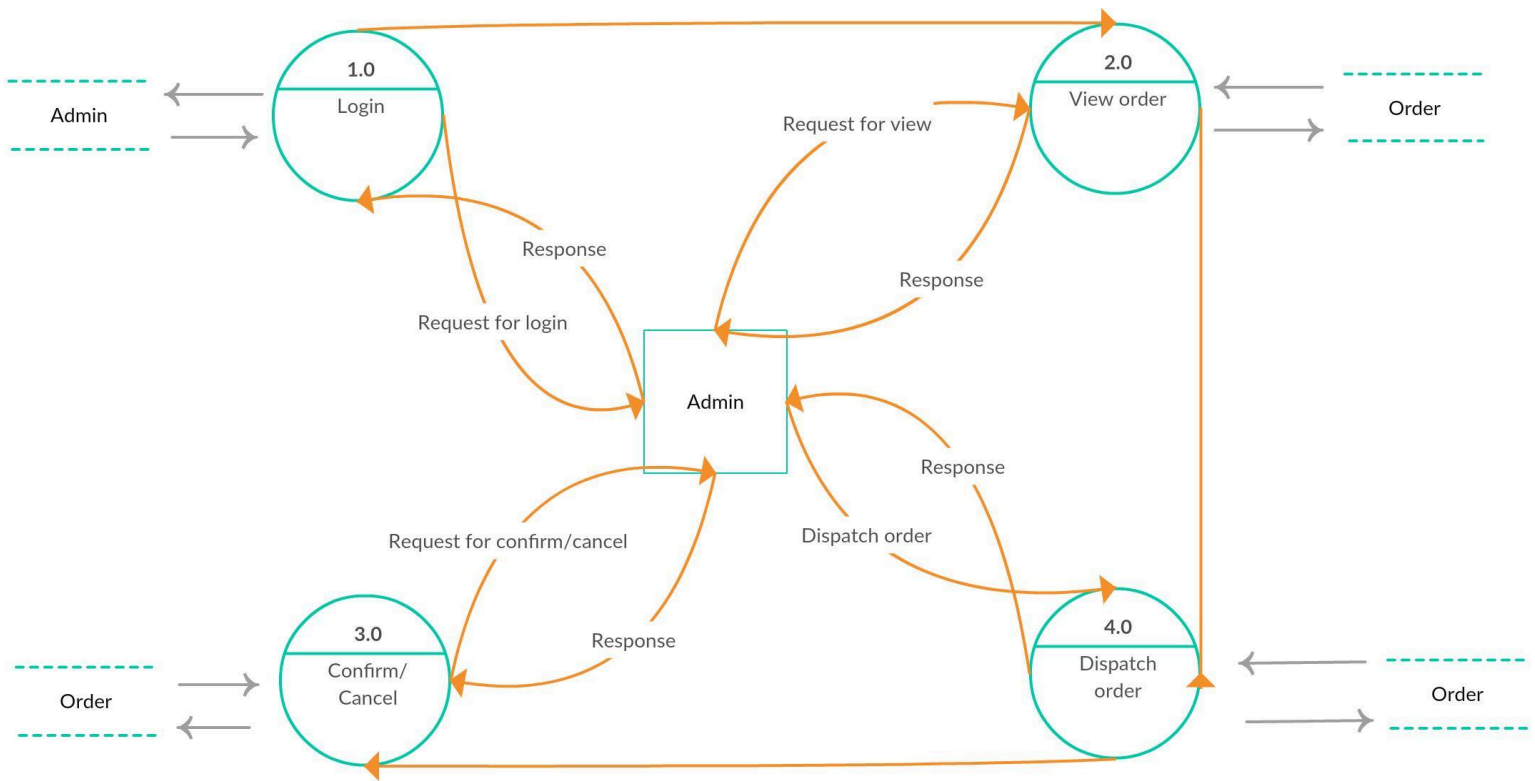 1.0
Login
Admin
2.0
View order
Order
Request for view
Response
Response
Request for login
Admin
Response
Dispatch order
Request for confirm/cancel
Response
3.0
Confirm/
Cancel
Order
4.0
Dispatch
order
Order